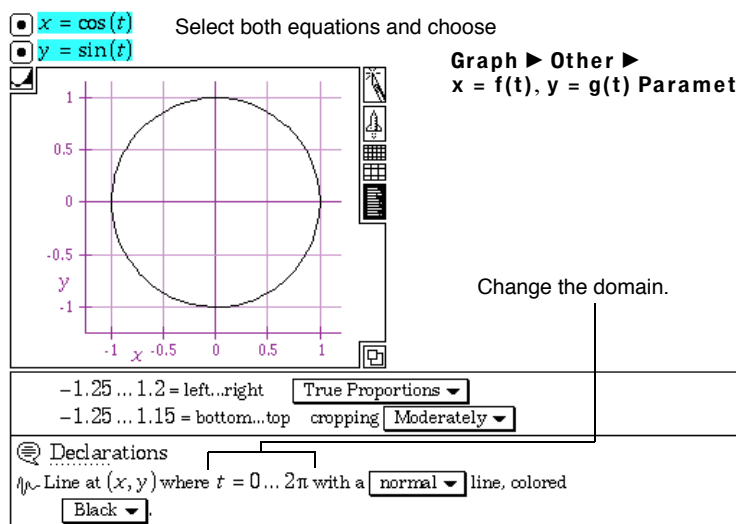 x = cos(t)
y = sin(t)
Select both equations and choose
Graph ▶ Other ▶
x = f(t), y = g(t) Paramet
1
0.5
0
-0.5
y
-1
-1 x -0.5 0 0.5 1
Change the domain.
−1.25 ... 1.2 = left...right True Proportions
−1.25 ... 1.15 = bottom...top cropping Moderately
Declarations
Line at (x, y) where t = 0 ... 2π with a normal line, colored
Black .